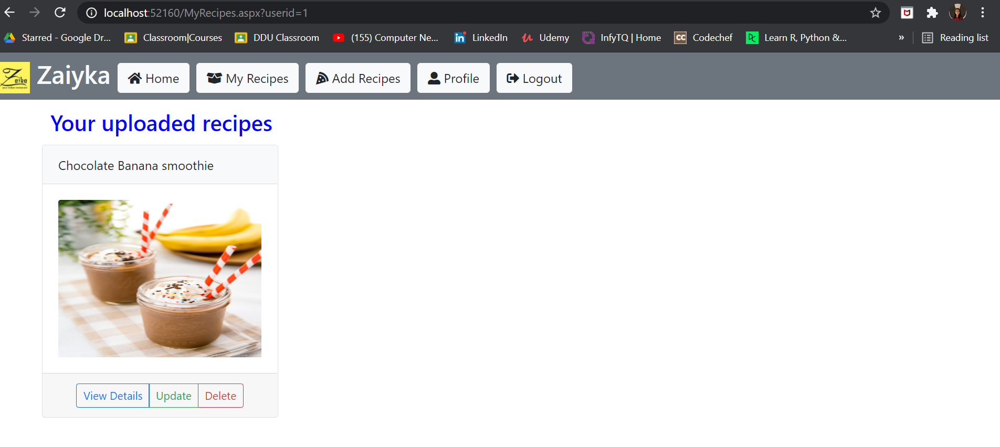 localhost:52160/MyRecipes.aspx?userid=1
Starred - Google Dr... Classroom|Courses DDU Classroom (155) Computer Ne... LinkedIn Udemy InfyTQ | Home CC Codechef Learn R, Python &... » Reading list
Zaiba
Zaiyka Home My Recipes Add Recipes Profile Logout
Your uploaded recipes
Chocolate Banana smoothie
View Details Update Delete